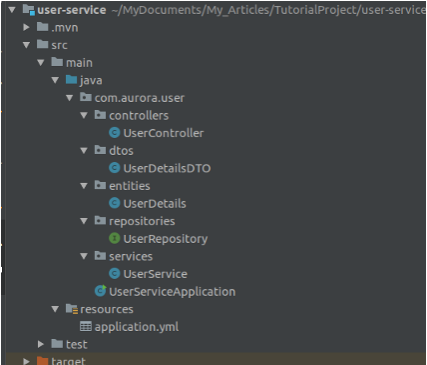 user-service ~/MyDocuments/My_Articles/TutorialProject/user-service
.mvn
src
main
java
com.aurora.user
controllers
UserController
dtos
UserDetailsDTO
entities
UserDetails
repositories
UserRepository
services
UserService
UserServiceApplication
resources
application.yml
test
target